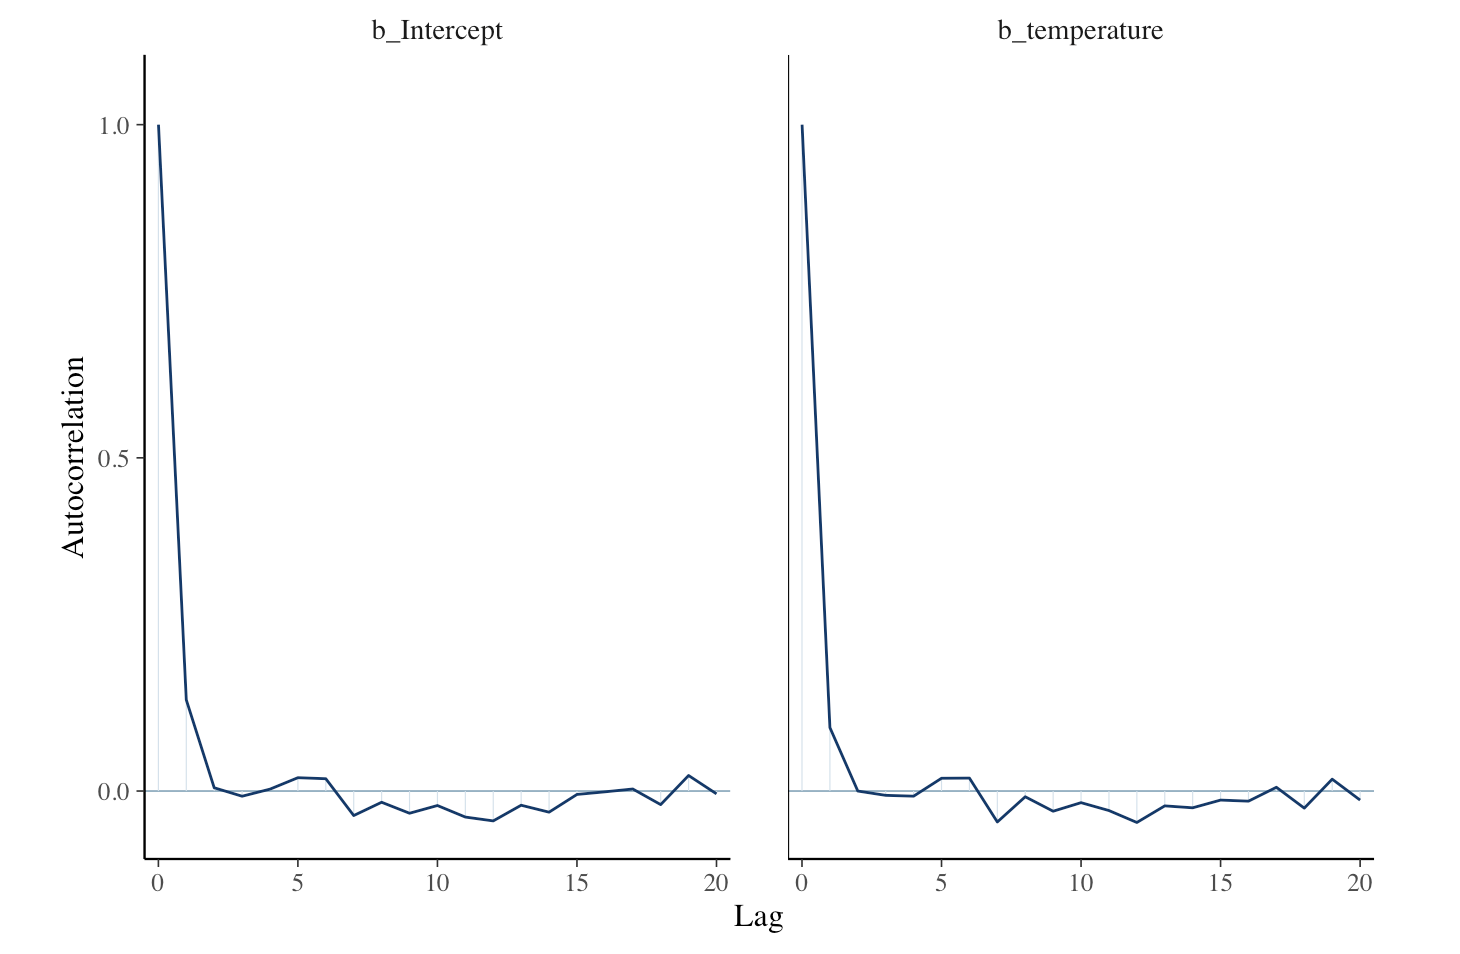 b_Intercept b_temperature
Autocorrelation
1.0
0.5
0.0
0 5 10 15 20 0 5 10 15 20
Lag